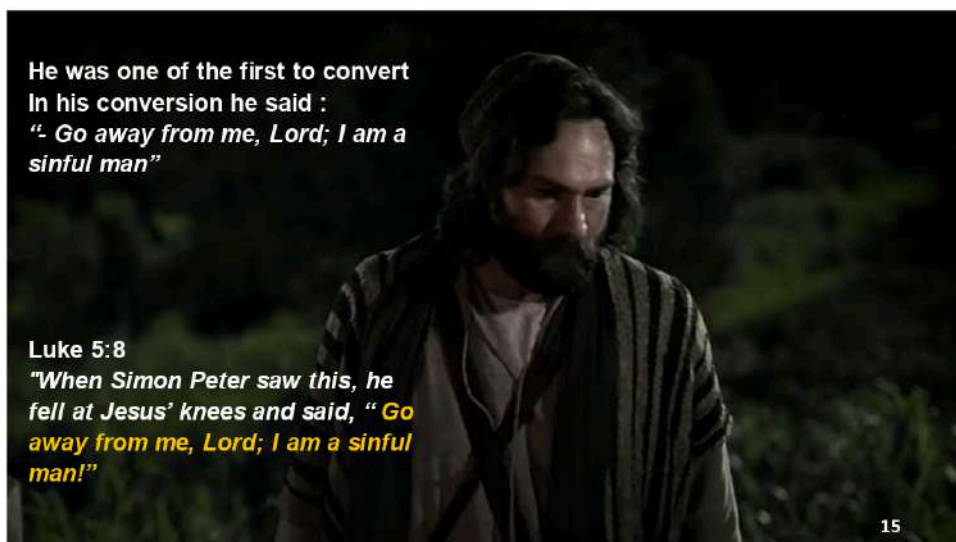 He was one of the first to convert
In his conversion he said :
“- Go away from me, Lord; I am a
sinful man”
Luke 5:8
"When Simon Peter saw this, he
fell at Jesus’ knees and said, “ Go
away from me, Lord; I am a sinful
man!”
15